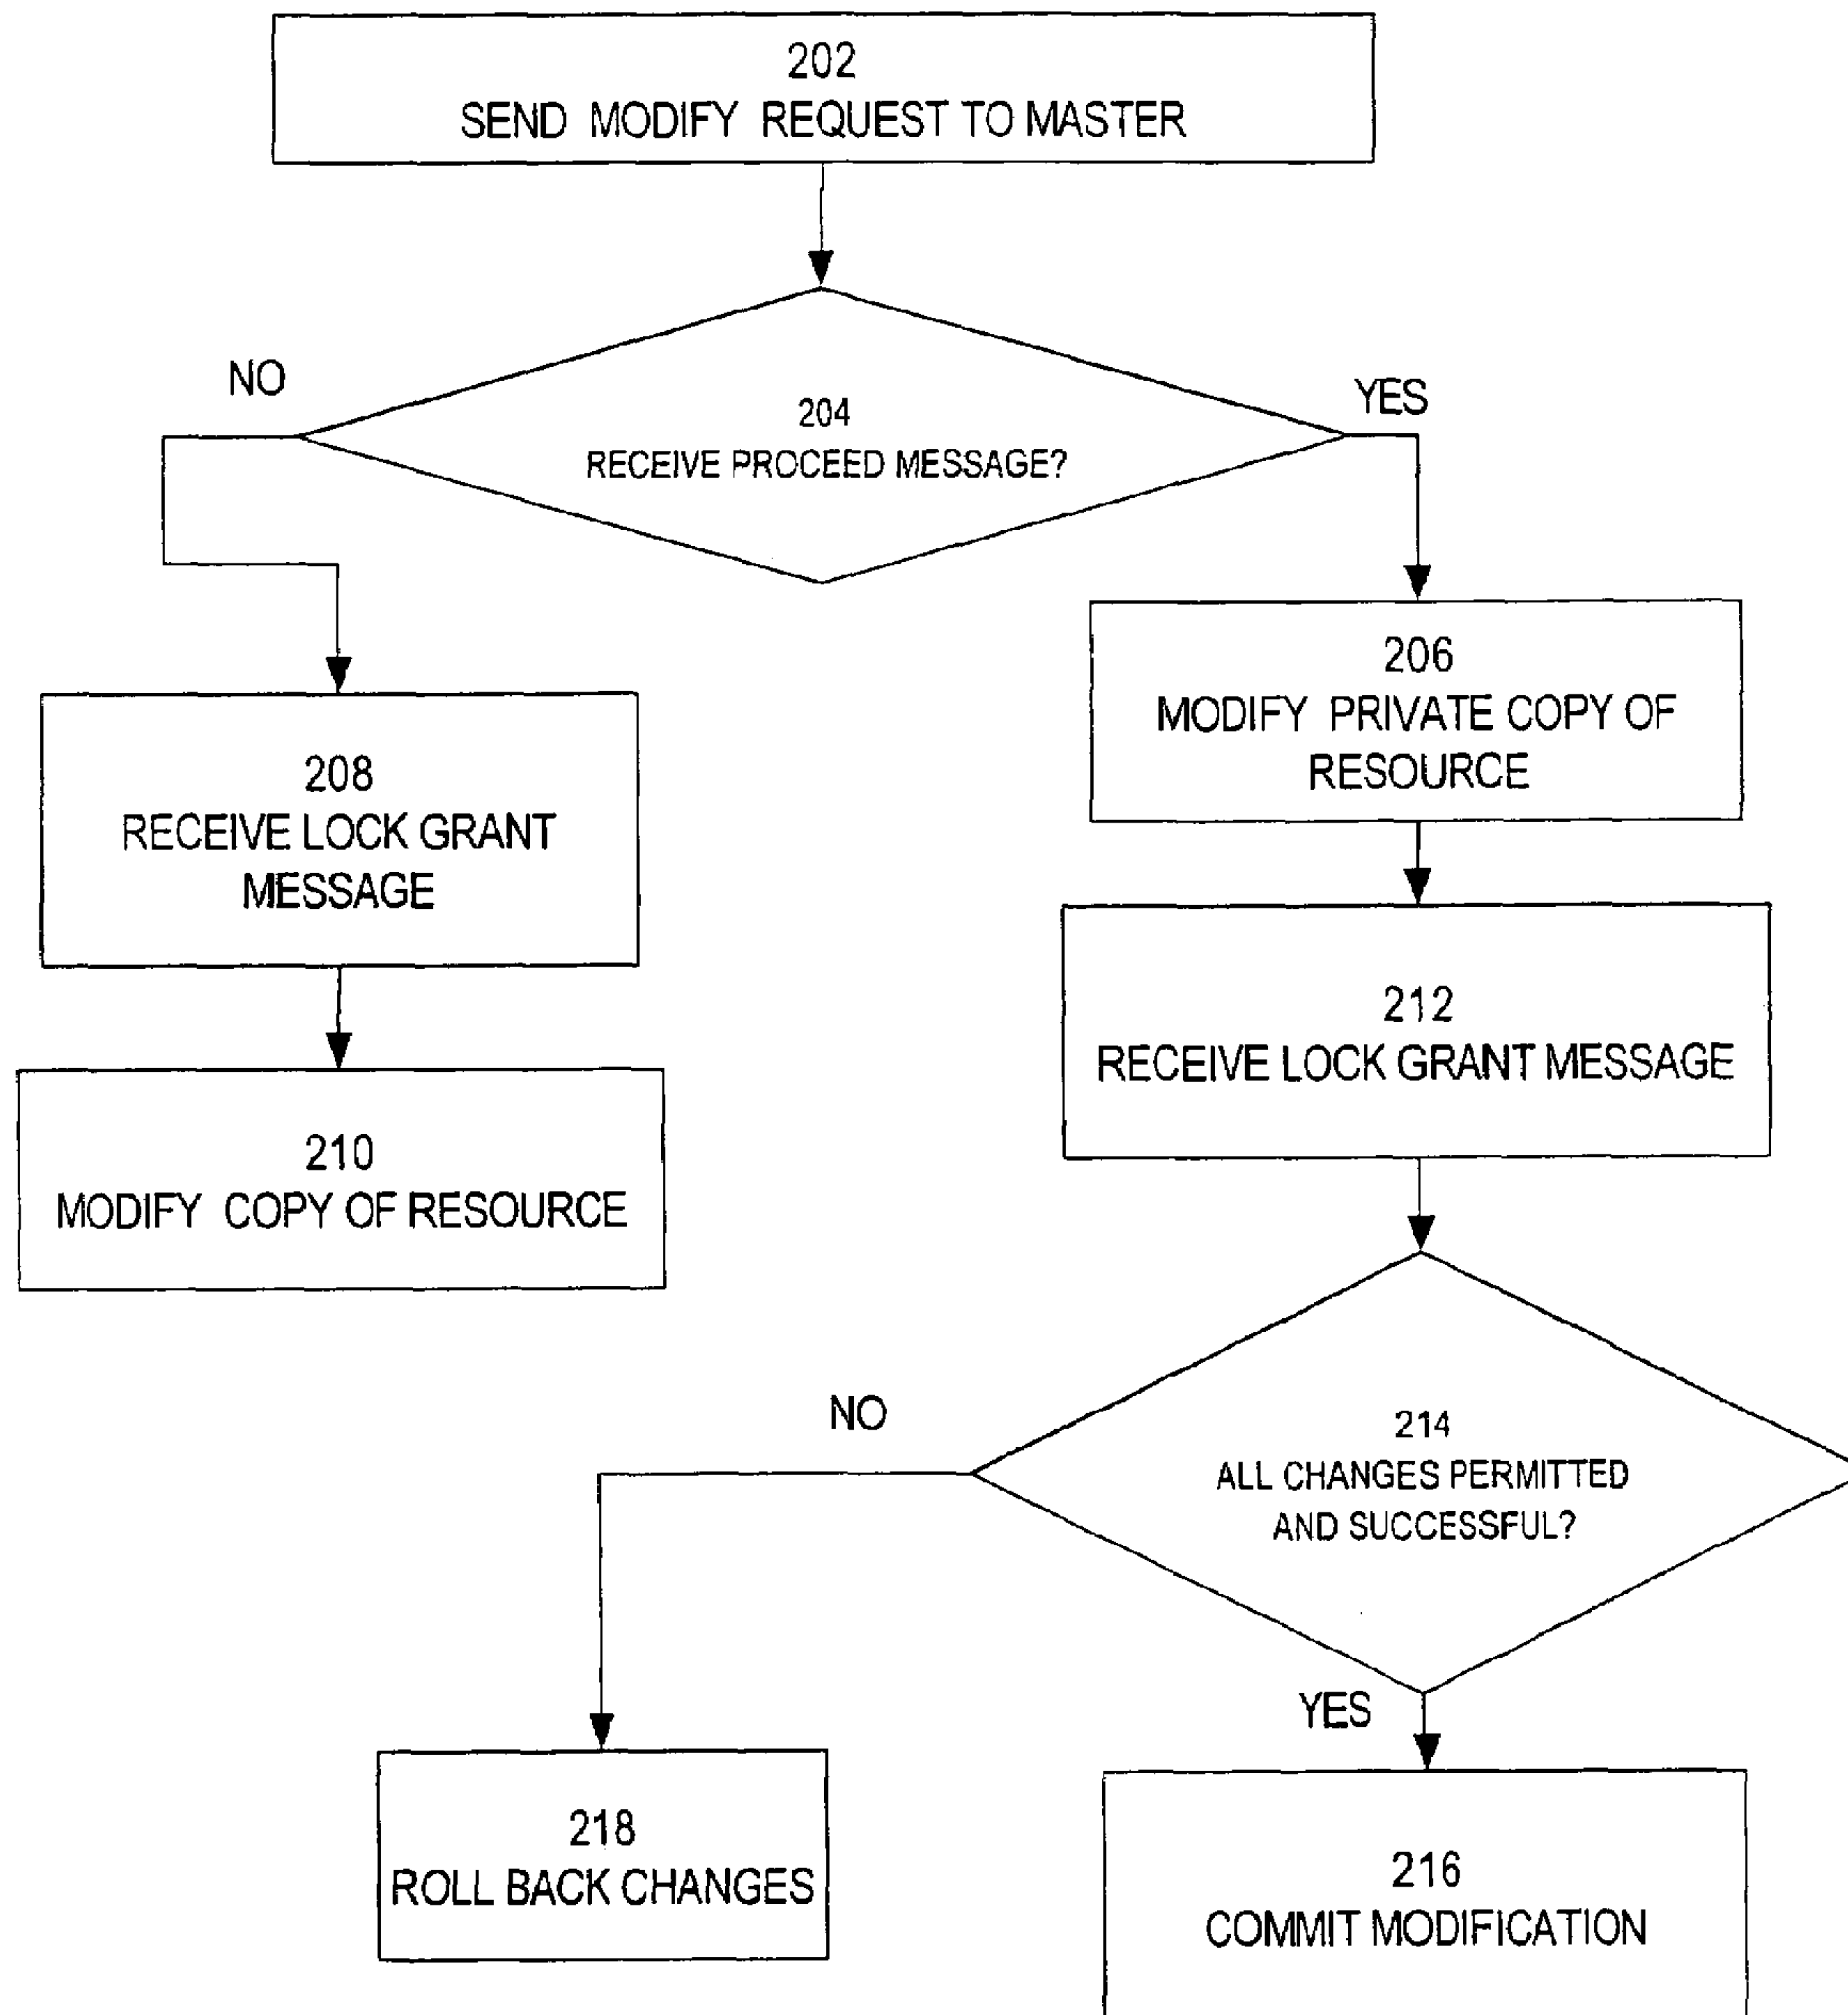 202
SEND MODIFY REQUEST TO MASTER
NO
YES
204
RECEIVE PROCEED MESSAGE?
206
MODIFY PRIVATE COPY OF
RESOURCE
208
RECEIVE LOCK GRANT
MESSAGE
212
RECEIVE LOCK GRANT MESSAGE
210
MODIFY COPY OF RESOURCE
NO
214
ALL CHANGES PERMITTED
AND SUCCESSFUL?
YES
218
ROLL BACK CHANGES
216
COMMIT MODIFICATION